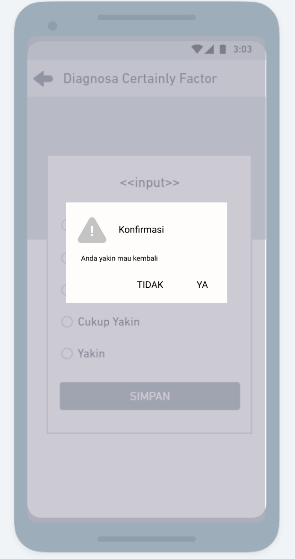 3:03
Diagnosa Certainly Factor
<<input>>
Konfirmasi
Anda yakin mau kembali
TIDAK YA
Cukup Yakin
Yakin
SIMPAN